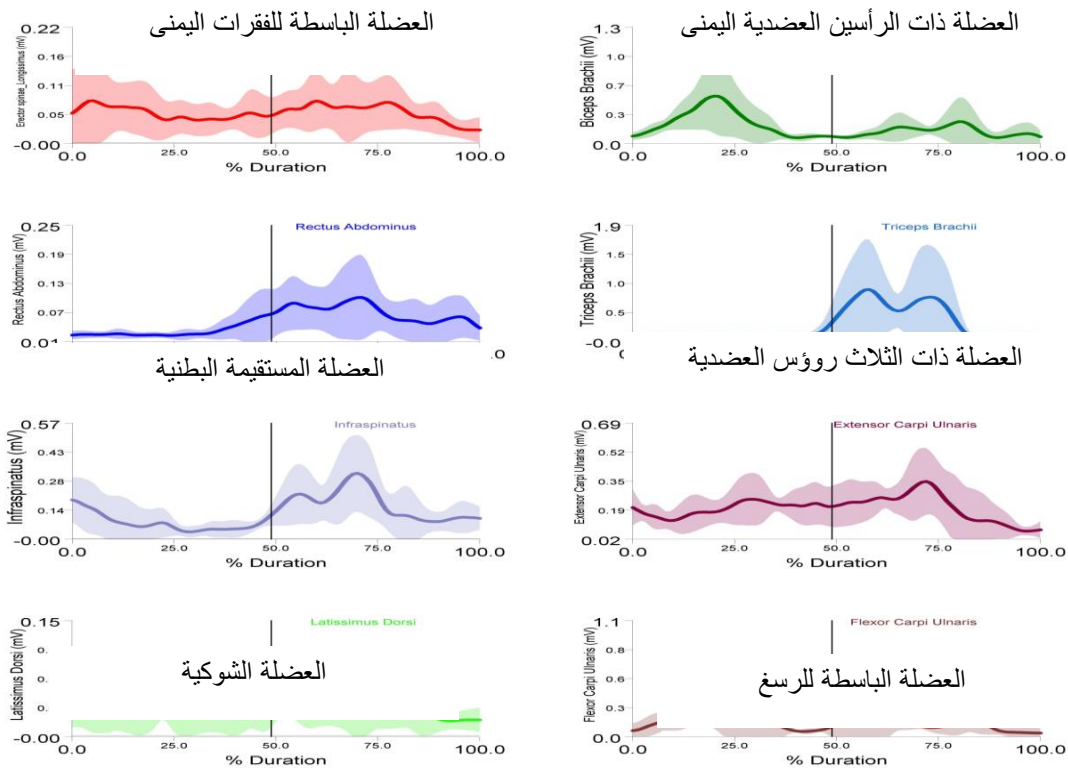 العضلة الباسطة للفقرات اليمنى
0.22
0.16
0.11
0.05
-0.00
Erector spinae_Longissimus (mV)
0.0 25.0 50.0 75.0 100.0
% Duration
العضلة ذات الرأسين العضدية اليمنى
1.3
1.0
0.7
0.3
0.0
Biceps Brachii (mV)
0.0 25.0 50.0 75.0 100.0
% Duration
Rectus Abdominus
0.25
0.19
0.13
0.07
Rectus Abdominus (mV)
.0
العضلة المستقيمة البطنية
Triceps Brachii
1.9
1.5
1.0
0.5
-0.0
Triceps Brachii (mV)
العضلة ذات الثلاث روؤس العضدية
Infraspinatus
0.57
0.43
0.28
0.14
-0.00
Infraspinatus (mV)
0.0 25.0 50.0 75.0 100.0
% Duration
Extensor Carpi Ulnaris
0.69
0.52
0.35
0.19
0.02
Extensor Carpi Ulnaris (mV)
0.0 25.0 50.0 75.0 100.0
% Duration
Latissimus Dorsi
0.15
0.
0.
0.
-0.00
Latissimus Dorsi (mV)
العضلة الشوكية
0.0 25.0 50.0 75.0 100.0
% Duration
Flexor Carpi Ulnaris
1.1
0.8
0.6
0.3
0.0
Flexor Carpi Ulnaris (mV)
العضلة الباسطة للرسغ
0.0 25.0 50.0 75.0 100.0
% Duration